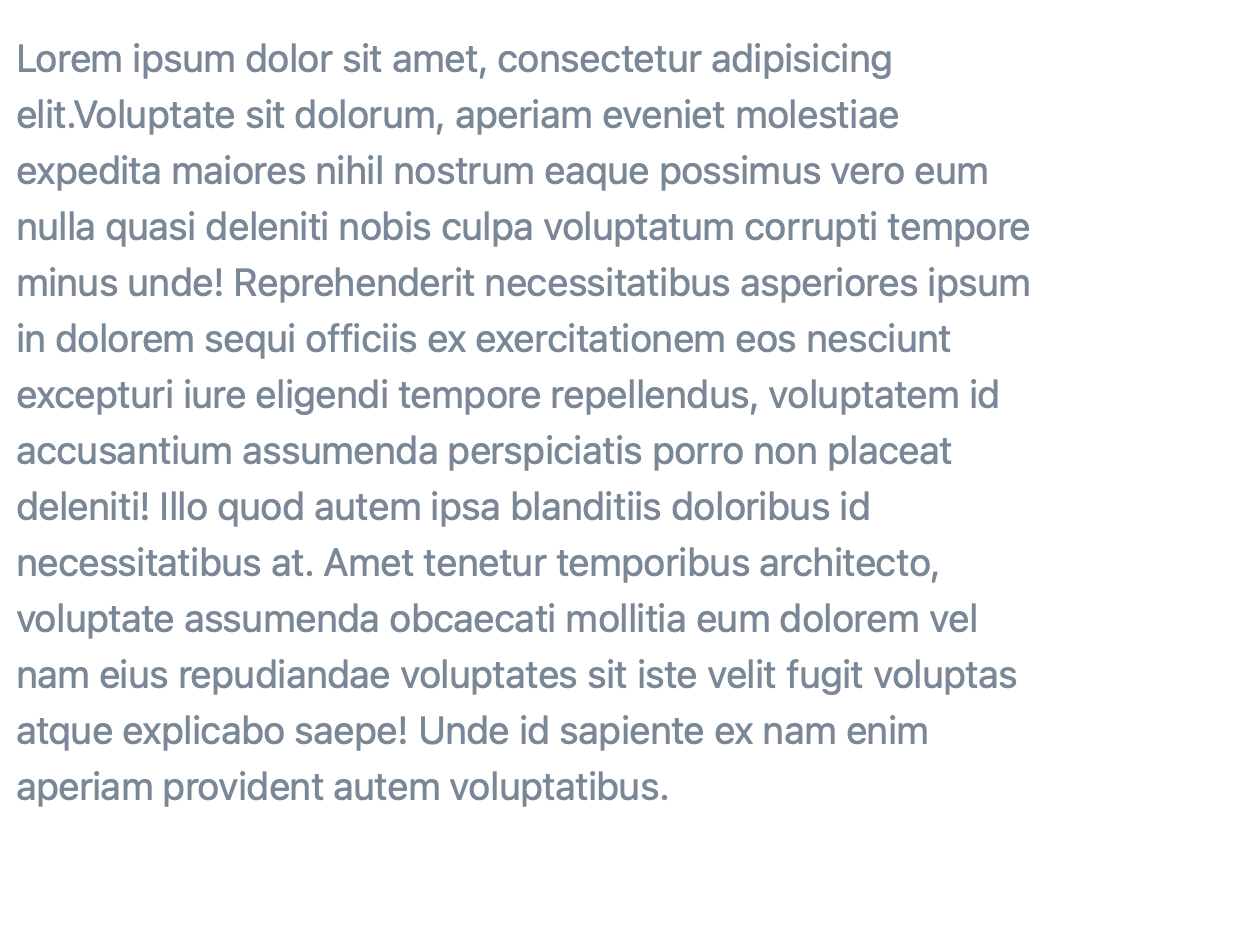 Lorem ipsum dolor sit amet, consectetur adipisicing
elit.Voluptate sit dolorum, aperiam eveniet molestiae
expedita maiores nihil nostrum eaque possimus vero eum
nulla quasi deleniti nobis culpa voluptatum corrupti tempore
minus unde! Reprehenderit necessitatibus asperiores ipsum
in dolorem sequi officiis ex exercitationem eos nesciunt
excepturi iure eligendi tempore repellendus, voluptatem id
accusantium assumenda perspiciatis porro non placeat
deleniti! Illo quod autem ipsa blanditiis doloribus id
necessitatibus at. Amet tenetur temporibus architecto,
voluptate assumenda obcaecati mollitia eum dolorem vel
nam eius repudiandae voluptates sit iste velit fugit voluptas
atque explicabo saepe! Unde id sapiente ex nam enim
aperiam provident autem voluptatibus.